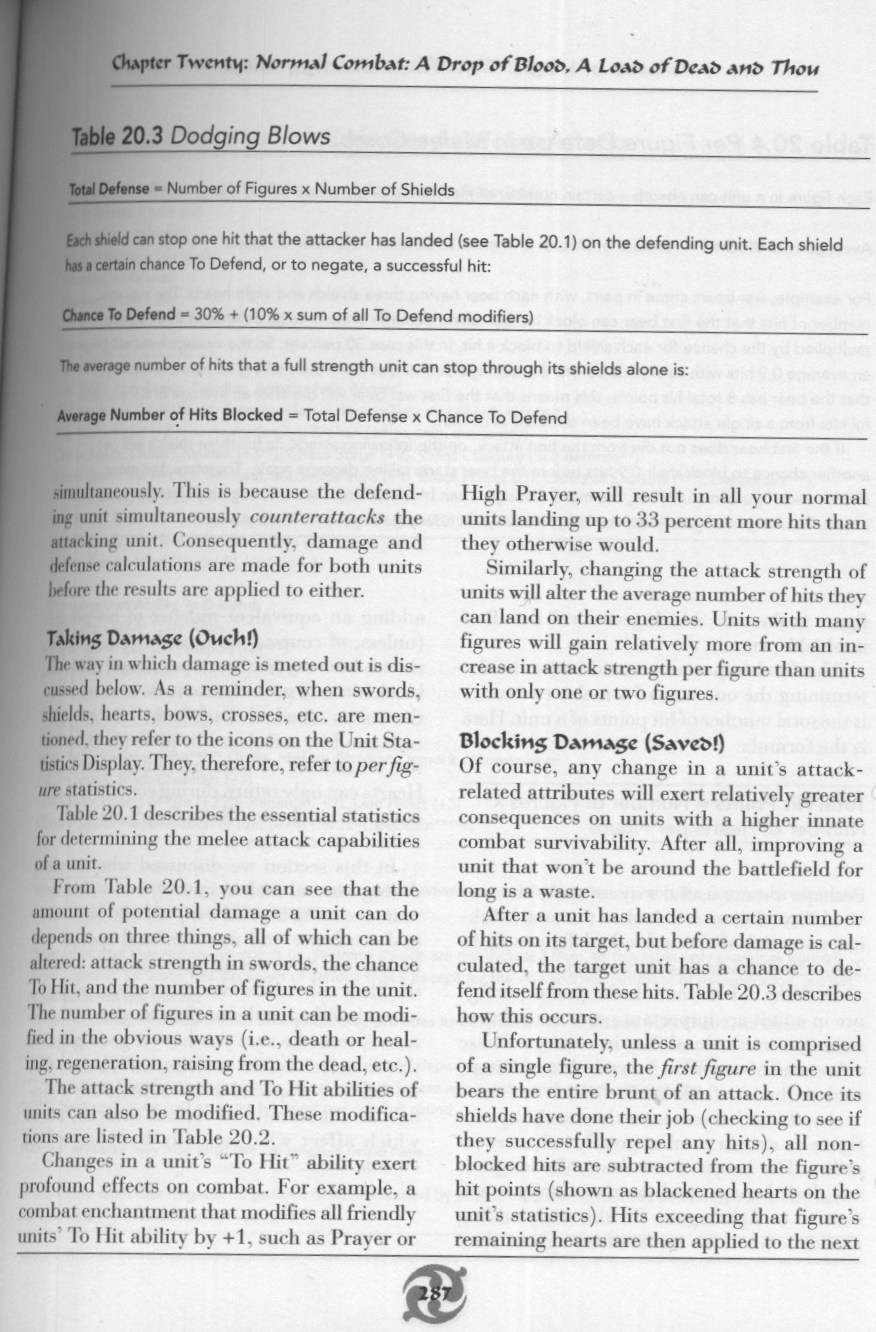 Chapter Twenty: Normal Combat: A Drop of Blood, A Load of Dead and Thou
Table 20.3 Dodging Blows
Total Defense = Number of Figures x Number of Shields
Each shield can stop one hit that the attacker has landed (see Table 20.1) on the defending unit. Each shield
has a certain chance To Defend, or to negate, a successful hit:
Chance To Defend = 30% + (10% x sum of all To Defend modifiers)
The average number of hits that a full strength unit can stop through its shields alone is:
Average Number of Hits Blocked = Total Defense x Chance To Defend
simultaneously. This is because the defend-
ing unit simultaneously counterattacks the
attacking unit. Consequently, damage and
defense calculations are made for both units
before the results are applied to either.
Taking Damage (Ouch!)
The way in which damage is meted out is dis-
cussed below. As a reminder, when swords,
shields, hearts, bows, crosses, etc. are men-
tioned, they refer to the icons on the Unit Sta-
tistics Display. They, therefore, refer to per fig-
ure statistics.
Table 20.1 describes the essential statistics
for determining the melee attack capabilities
of a unit.
From Table 20.1, you can see that the
amount of potential damage a unit can do
depends on three things, all of which can be
altered: attack strength in swords, the chance
To Hit, and the number of figures in the unit.
The number of figures in a unit can be modi-
fied in the obvious ways (i.e., death or heal-
ing, regeneration, raising from the dead, etc.).
The attack strength and To Hit abilities of
units can also be modified. These modifica-
tions are listed in Table 20.2.
Changes in a unit's “To Hit” ability exert
profound effects on combat. For example, a
combat enchantment that modifies all friendly
units' To Hit ability by +1, such as Prayer or
High Prayer, will result in all your normal
units landing up to 33 percent more hits than
they otherwise would.
Similarly, changing the attack strength of
units will alter the average number of hits they
can land on their enemies. Units with many
figures will gain relatively more from an in-
crease in attack strength per figure than units
with only one or two figures.
Blocking Damage (Saved!)
Of course, any change in a unit's attack-
related attributes will exert relatively greater
consequences on units with a higher innate
combat survivability. After all, improving a
unit that won't be around the battlefield for
long is a waste.
After a unit has landed a certain number
of hits on its target, but before damage is cal-
culated, the target unit has a chance to de-
fend itself from these hits. Table 20.3 describes
how this occurs.
Unfortunately, unless a unit is comprised
of a single figure, the first figure in the unit
bears the entire brunt of an attack. Once its
shields have done their job (checking to see if
they successfully repel any hits), all non-
blocked hits are subtracted from the figure's
hit points (shown as blackened hearts on the
unit's statistics). Hits exceeding that figure's
remaining hearts are then applied to the next
287